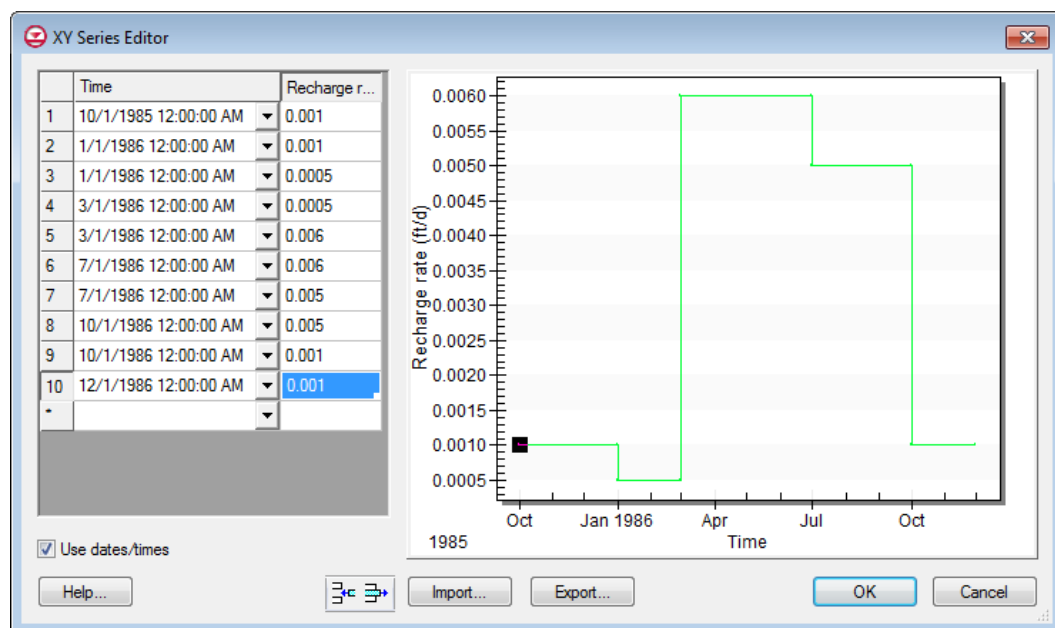 XY Series Editor
Time Recharge r...
1 10/1/1985 12:00:00 AM 0.001
2 1/1/1986 12:00:00 AM 0.001
3 1/1/1986 12:00:00 AM 0.0005
4 3/1/1986 12:00:00 AM 0.0005
5 3/1/1986 12:00:00 AM 0.006
6 7/1/1986 12:00:00 AM 0.006
7 7/1/1986 12:00:00 AM 0.005
8 10/1/1986 12:00:00 AM 0.005
9 10/1/1986 12:00:00 AM 0.001
10 12/1/1986 12:00:00 AM 0.001
*
Recharge rate (ft/d)
0.0060
0.0055
0.0050
0.0045
0.0040
0.0035
0.0030
0.0025
0.0020
0.0015
0.0010
0.0005
Oct Jan 1986 Apr Jul Oct
1985 Time
Use dates/times
Help... Import... Export... OK Cancel